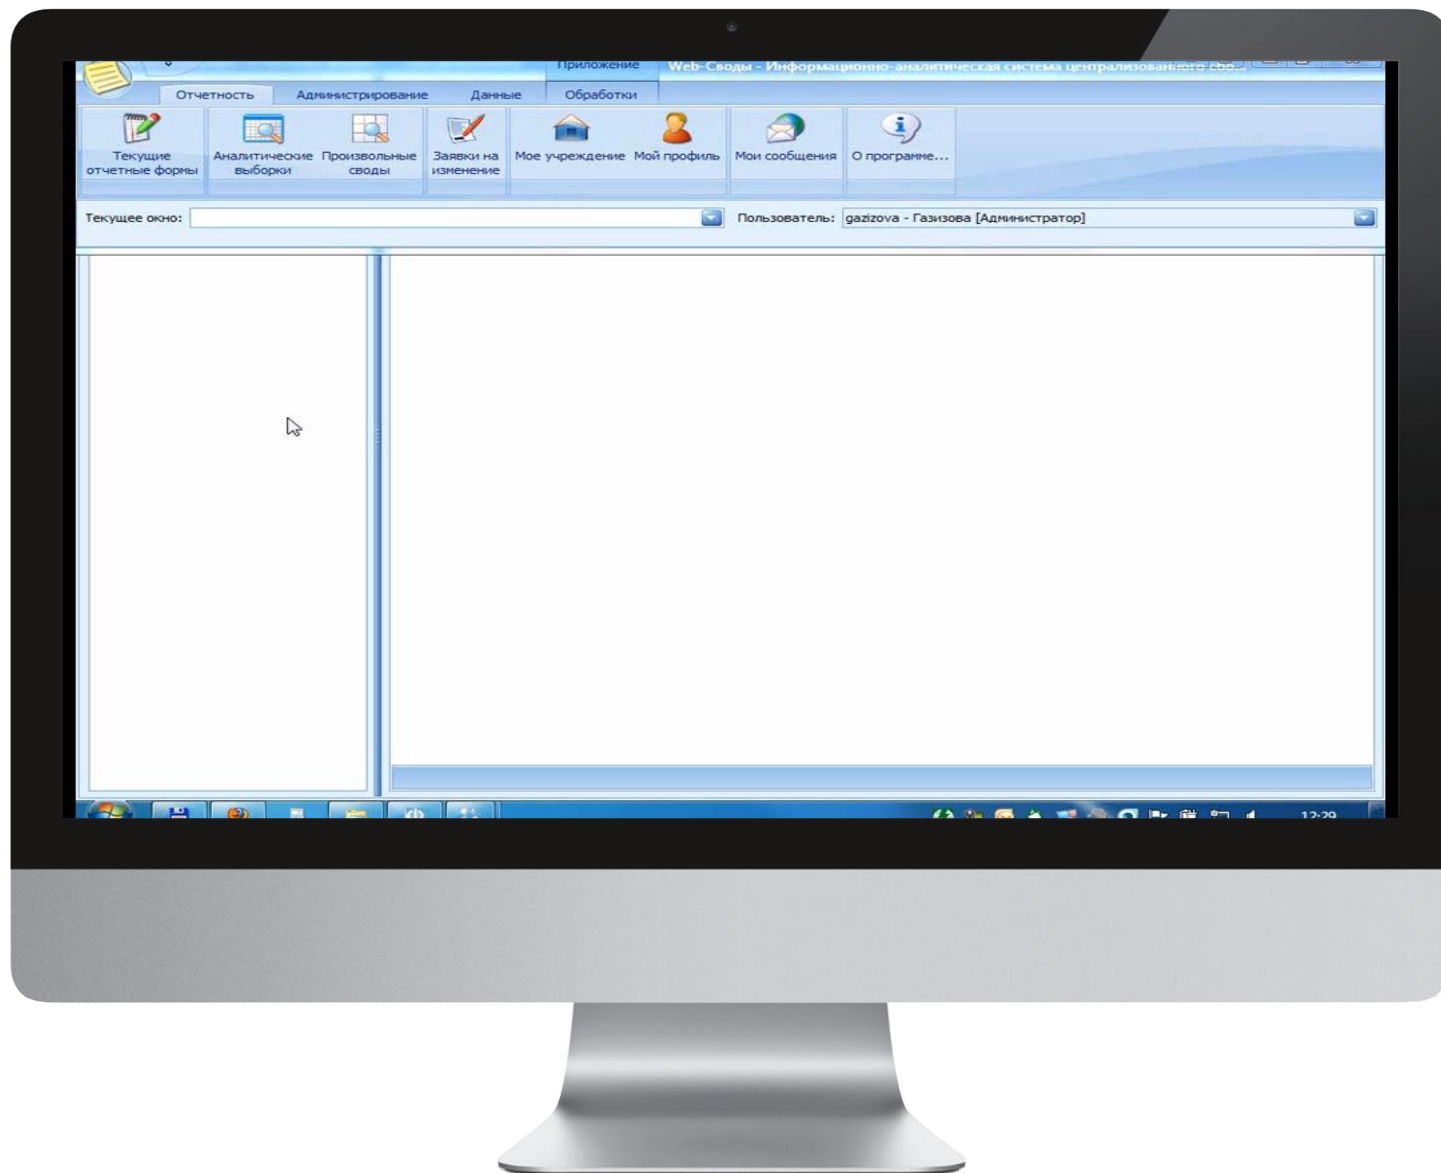 Приложение
Web-Своды - Информационно-аналитическая система централизованного сбо...
Отчетность Администрирование Данные Обработки
Текущие отчетные формы
Аналитические выборки
Произвольные своды
Заявки на изменение
Мое учреждение
Мой профиль
Мои сообщения
О программе...
Текущее окно: Пользователь: gazizova - Газизова [Администратор]
12:29